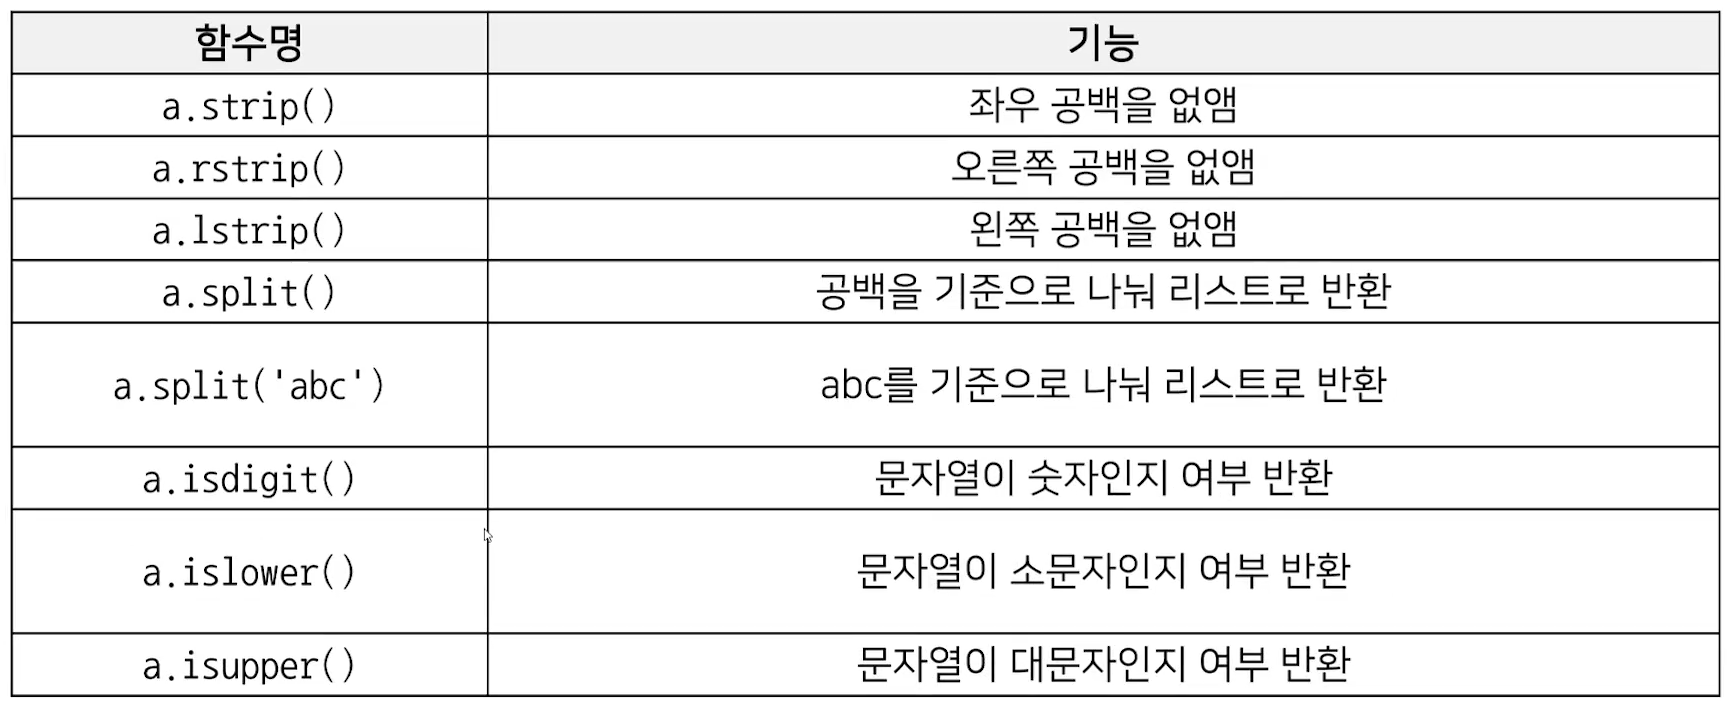 함수명 기능
a.strip() 좌우 공백을 없앰
a.rstrip() 오른쪽 공백을 없앰
a.lstrip() 왼쪽 공백을 없앰
a.split() 공백을 기준으로 나눠 리스트로 반환
a.split('abc') abc를 기준으로 나눠 리스트로 반환
a.isdigit() 문자열이 숫자인지 여부 반환
a.islower() 문자열이 소문자인지 여부 반환
a.isupper() 문자열이 대문자인지 여부 반환